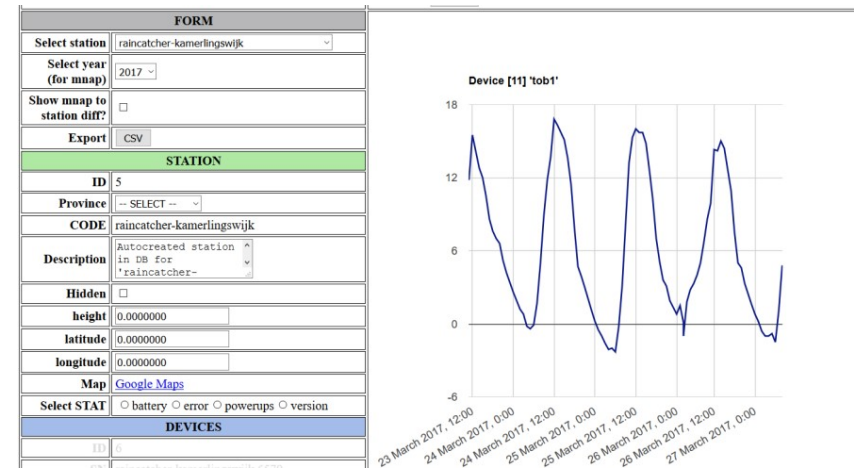 FORM
Select station raincatcher-kamerlingswijk
Select year (for mnap) 2017
Show mnap to station diff?
Export CSV
STATION
ID 5
Province -- SELECT --
CODE raincatcher-kamerlingswijk
Description Autocreated station
in DB for
'raincatcher-
Hidden
height 0.0000000
latitude 0.0000000
longitude 0.0000000
Map Google Maps
Select STAT battery error powerups version
DEVICES
ID 6
Device [11] 'tob1'
18
12
6
0
-6
23 March 2017, 12:00
24 March 2017, 0:00
24 March 2017, 12:00
25 March 2017, 0:00
25 March 2017, 12:00
26 March 2017, 0:00
26 March 2017, 12:00
27 March 2017, 0:00